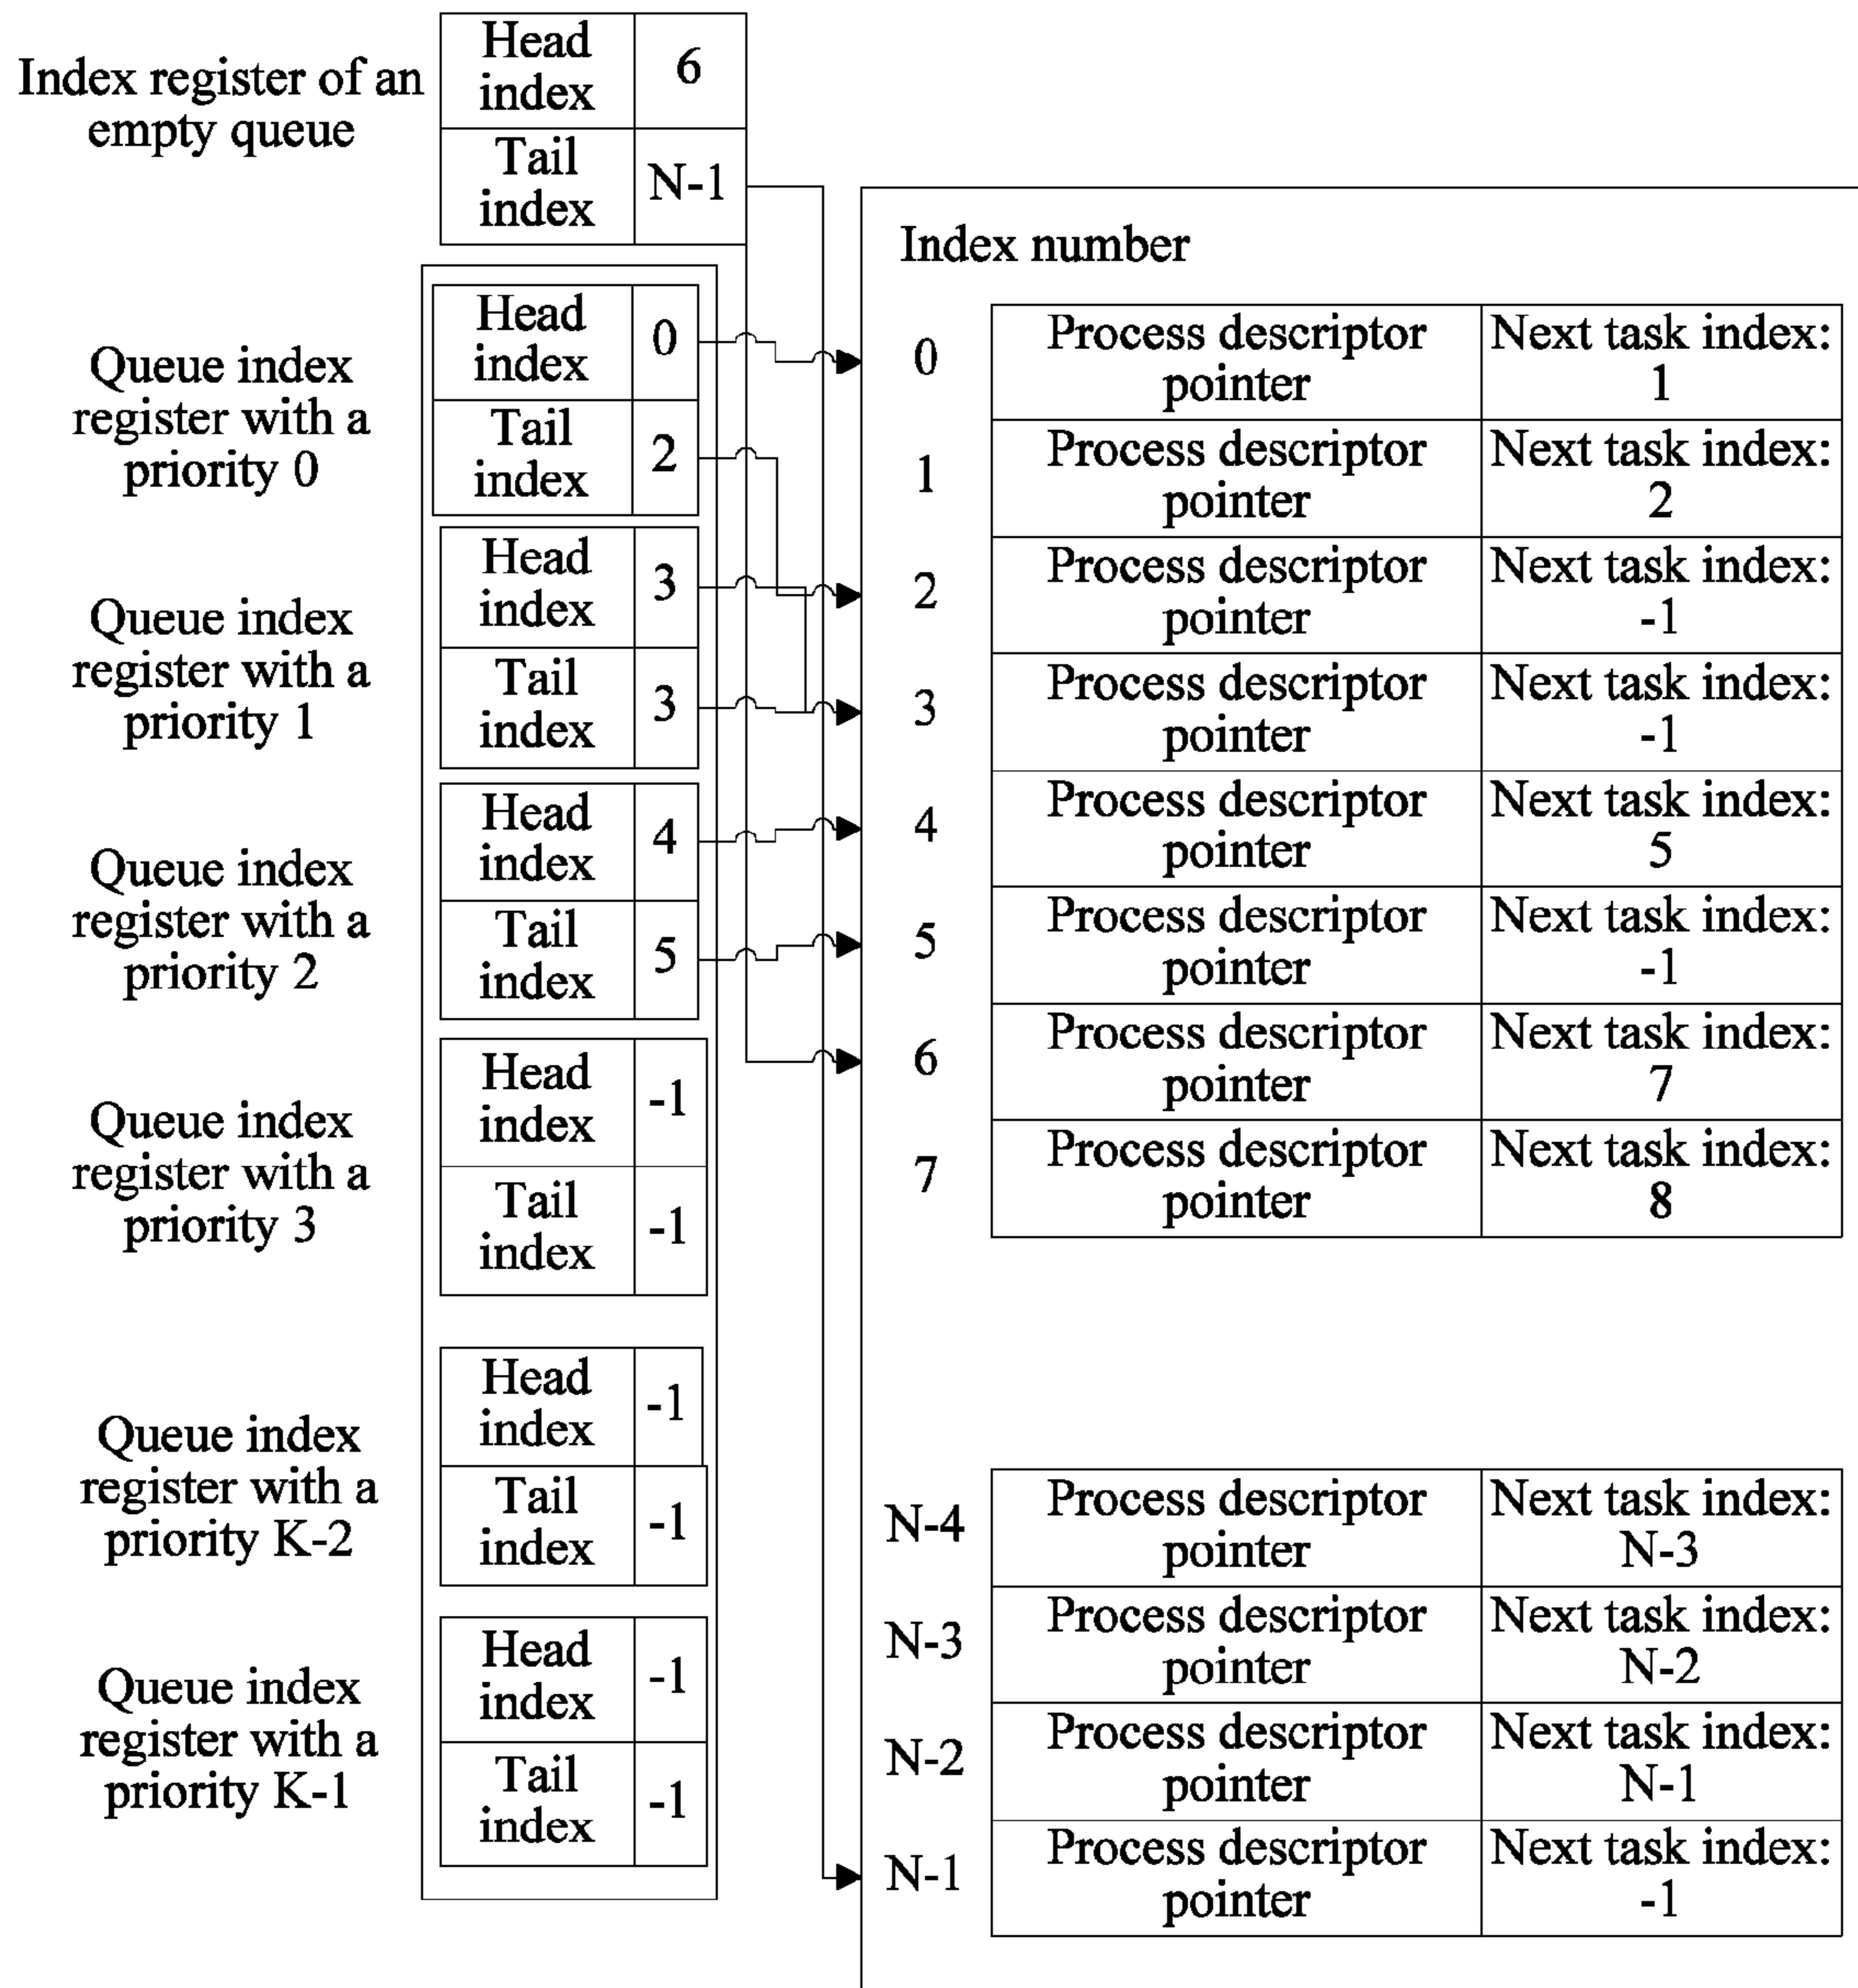 Index register of an
empty queue
Head
index
6
Tail
index
N-1
Queue index
register with a
priority 0
Head
index
0
Tail
index
2
Queue index
register with a
priority 1
Head
index
3
Tail
index
3
Queue index
register with a
priority 2
Head
index
4
Tail
index
5
Queue index
register with a
priority 3
Head
index
-1
Tail
index
-1
Queue index
register with a
priority K-2
Head
index
-1
Tail
index
-1
Queue index
register with a
priority K-1
Head
index
-1
Tail
index
-1
Index number
0
Process descriptor
pointer
Next task index:
1
1
Process descriptor
pointer
Next task index:
2
2
Process descriptor
pointer
Next task index:
-1
3
Process descriptor
pointer
Next task index:
-1
4
Process descriptor
pointer
Next task index:
5
5
Process descriptor
pointer
Next task index:
-1
6
Process descriptor
pointer
Next task index:
7
7
Process descriptor
pointer
Next task index:
8
N-4
Process descriptor
pointer
Next task index:
N-3
N-3
Process descriptor
pointer
Next task index:
N-2
N-2
Process descriptor
pointer
Next task index:
N-1
N-1
Process descriptor
pointer
Next task index:
-1